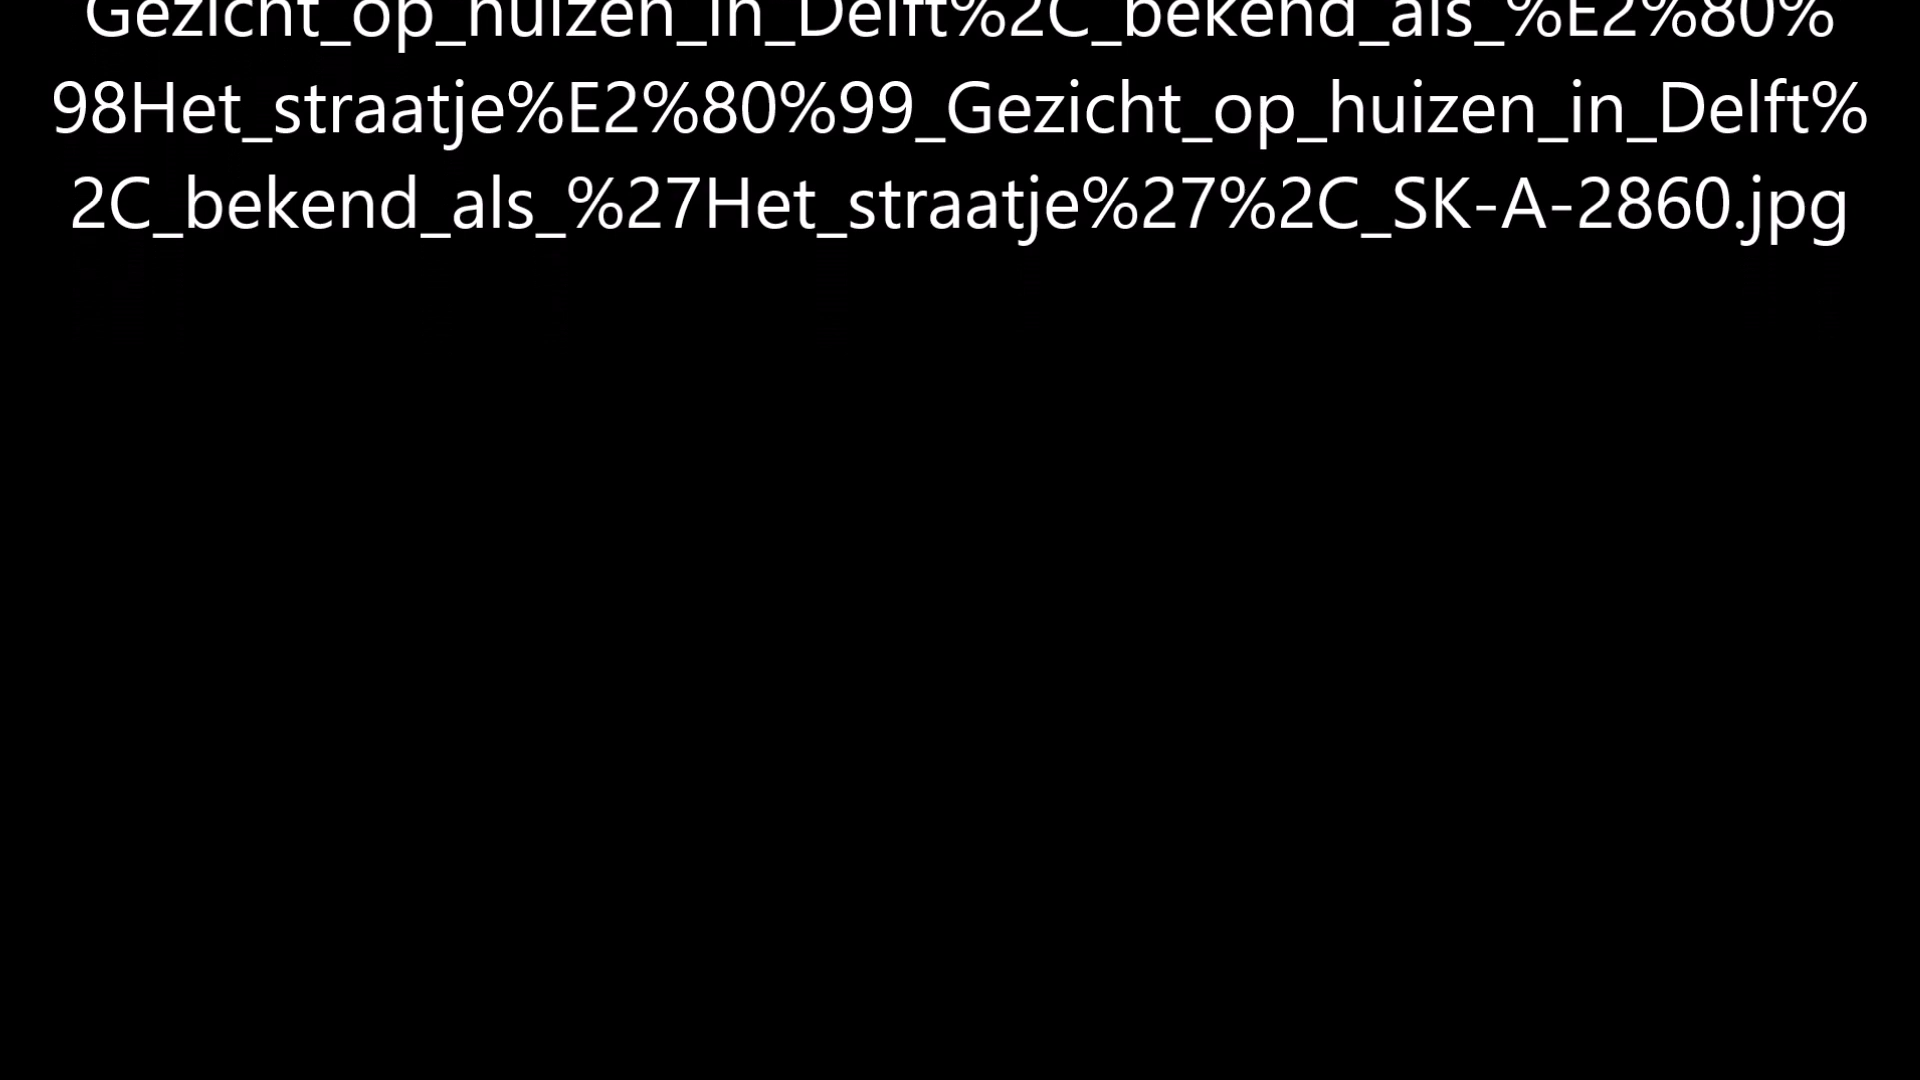 Gezicht_op_huizen_in_Delft%2C_bekend_als_%E2%80%
98Het_straatje%E2%80%99_Gezicht_op_huizen_in_Delft%
2C_bekend_als_%27Het_straatje%27%2C_SK-A-2860.jpg